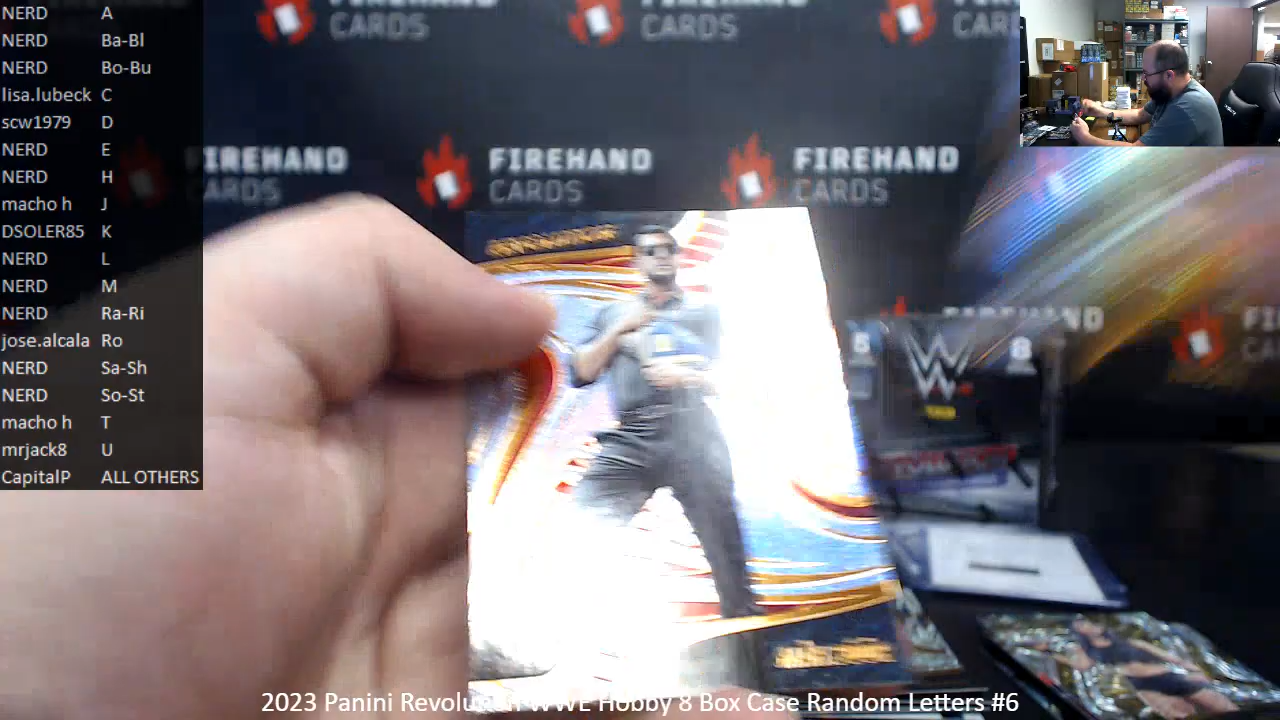 NERD A
NERD Ba-Bl
NERD Bo-Bu
lisa.lubeck C
scw1979 D
NERD E
NERD H
macho h J
DSOLER85 K
NERD L
NERD M
NERD Ra-Ri
jose.alcala Ro
NERD Sa-Sh
NERD So-St
macho h T
mrjack8 U
CapitalP ALL OTHERS
FIREHAND
CARDS
CARDS
CARDS
FIREHAND
CARDS
FIREHAND
CARDS
FIREHAND
CARDS
FIREHAND
W
8
2023 Panini Revolution WWE Hobby 8 Box Case Random Letters #6